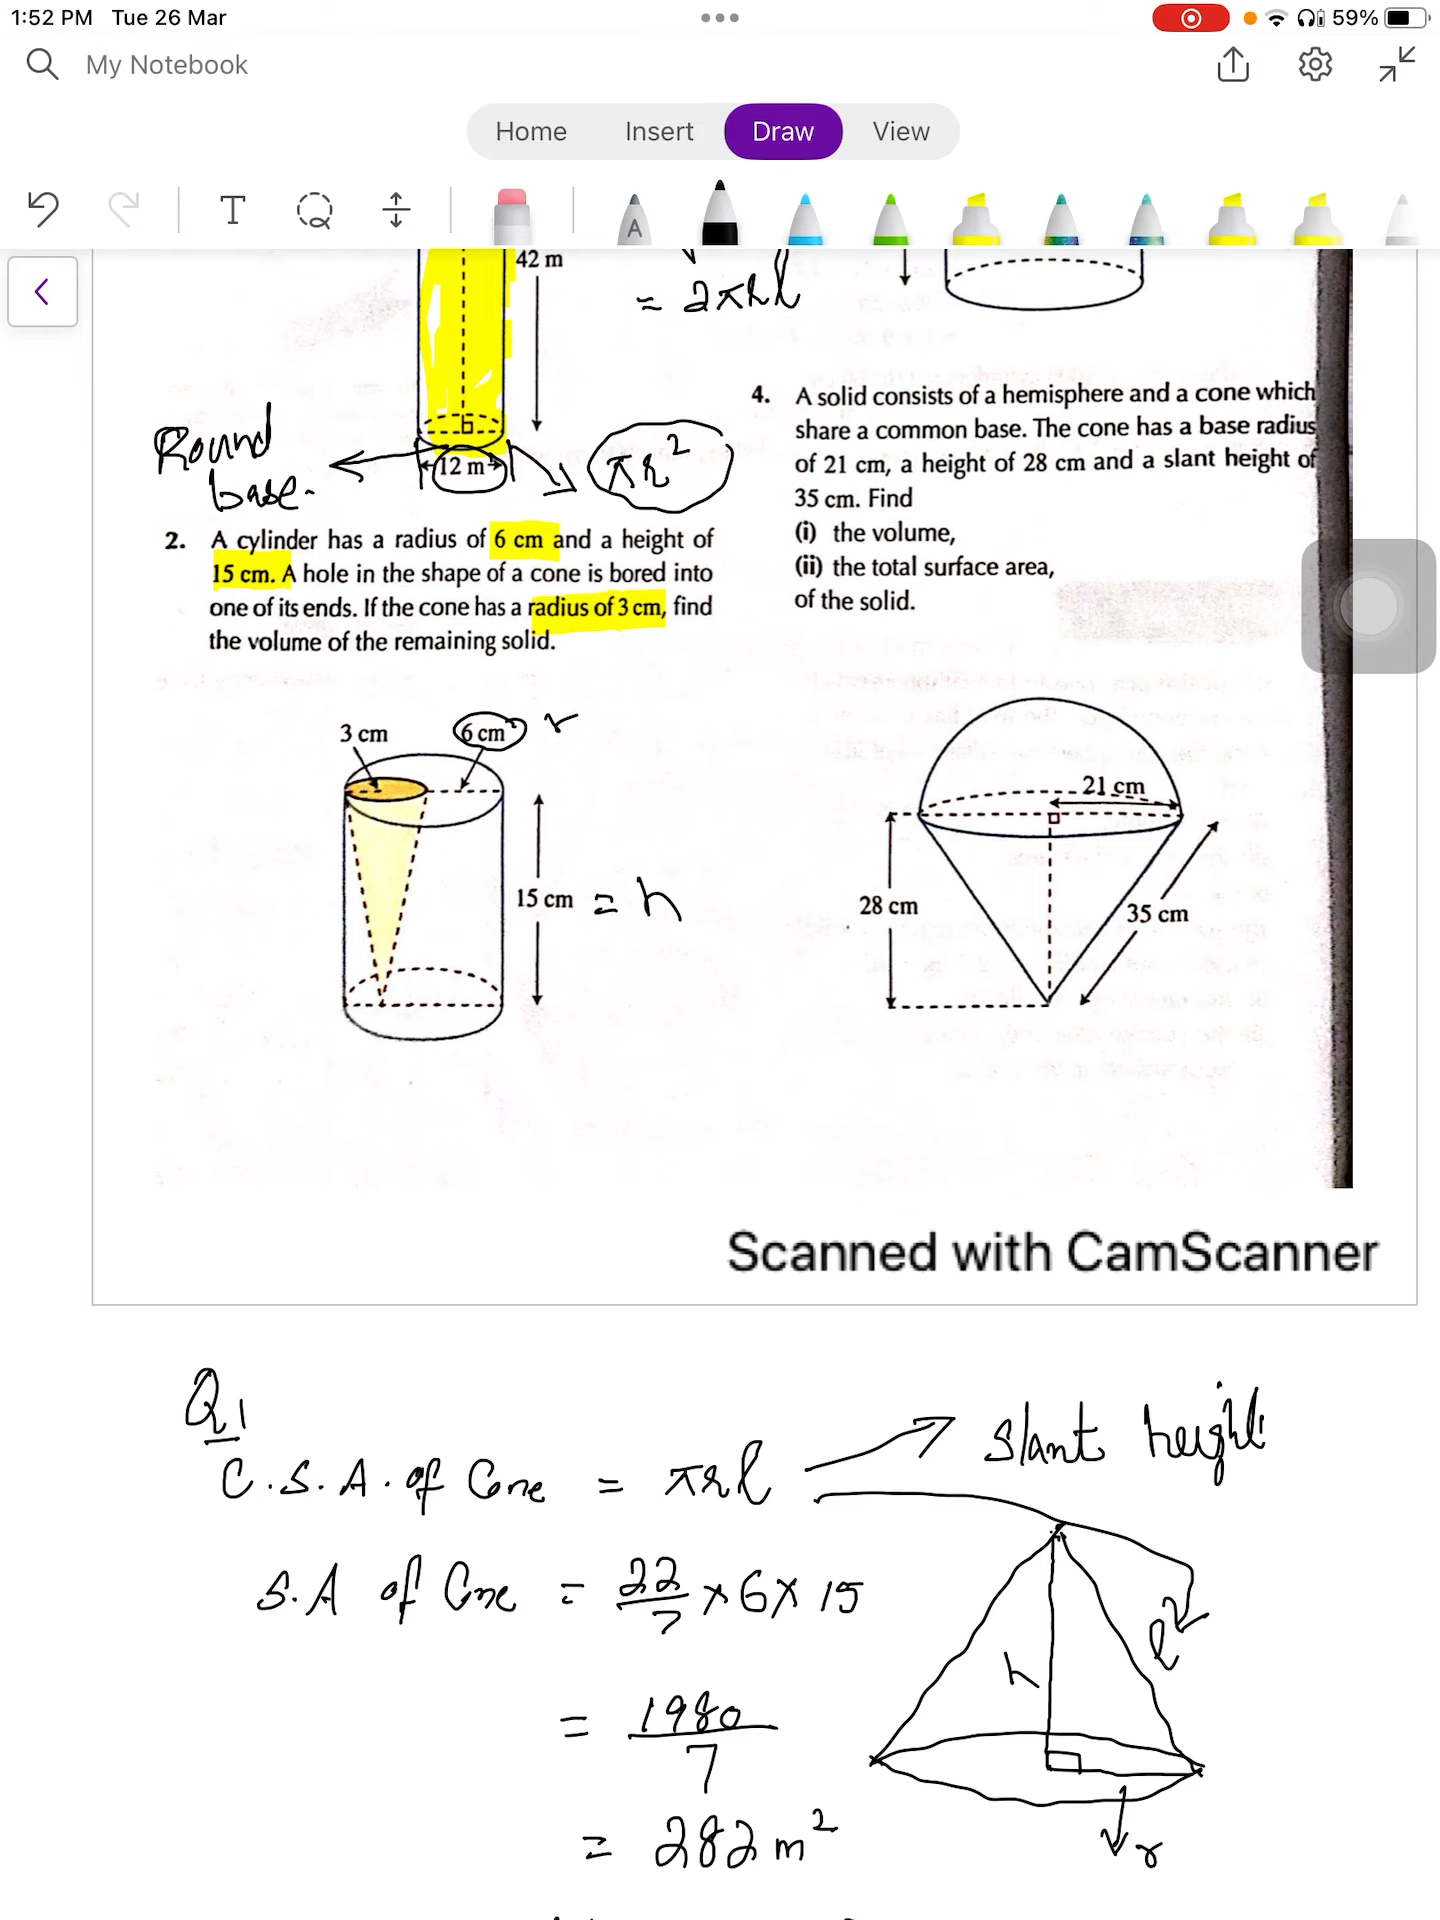 1:52 PM Tue 26 Mar
59%
My Notebook
Home Insert Draw View
T
A
42 m
= 2πrl
Round
base.
12 m
πr²
2. A cylinder has a radius of 6 cm and a height of
15 cm. A hole in the shape of a cone is bored into
one of its ends. If the cone has a radius of 3 cm, find
the volume of the remaining solid.
3 cm
6 cm
r
15 cm = h
4. A solid consists of a hemisphere and a cone which
share a common base. The cone has a base radius
of 21 cm, a height of 28 cm and a slant height of
35 cm. Find
(i) the volume,
(ii) the total surface area,
of the solid.
21 cm
28 cm
35 cm
Scanned with CamScanner
Q1
C.S.A. of Cone = πrl
slant height
S.A of Cone = 22/7 × 6 × 15
= 1980/7
= 282 m²
h
l
r